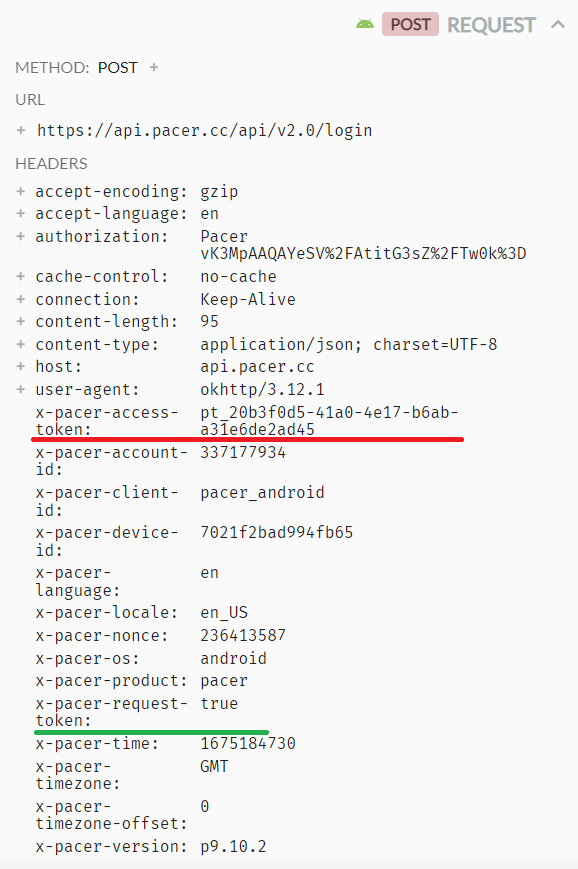 POST REQUEST
METHOD: POST +
URL
+ https://api.pacer.cc/api/v2.0/login
HEADERS
+ accept-encoding: gzip
+ accept-language: en
+ authorization: Pacer
vK3MpAAQAYeSV%2FAtitG3sZ%2FTw0k%3D
+ cache-control: no-cache
+ connection: Keep-Alive
+ content-length: 95
+ content-type: application/json; charset=UTF-8
+ host: api.pacer.cc
+ user-agent: okhttp/3.12.1
x-pacer-access- pt_20b3f0d5-41a0-4e17-b6ab-
token: a31e6de2ad45
x-pacer-account- 337177934
id:
x-pacer-client- pacer_android
id:
x-pacer-device- 7021f2bad994fb65
id:
x-pacer- en
language:
x-pacer-locale: en_US
x-pacer-nonce: 236413587
x-pacer-os: android
x-pacer-product: pacer
x-pacer-request- true
token:
x-pacer-time: 1675184730
x-pacer- GMT
timezone:
x-pacer- 0
timezone-offset:
x-pacer-version: p9.10.2